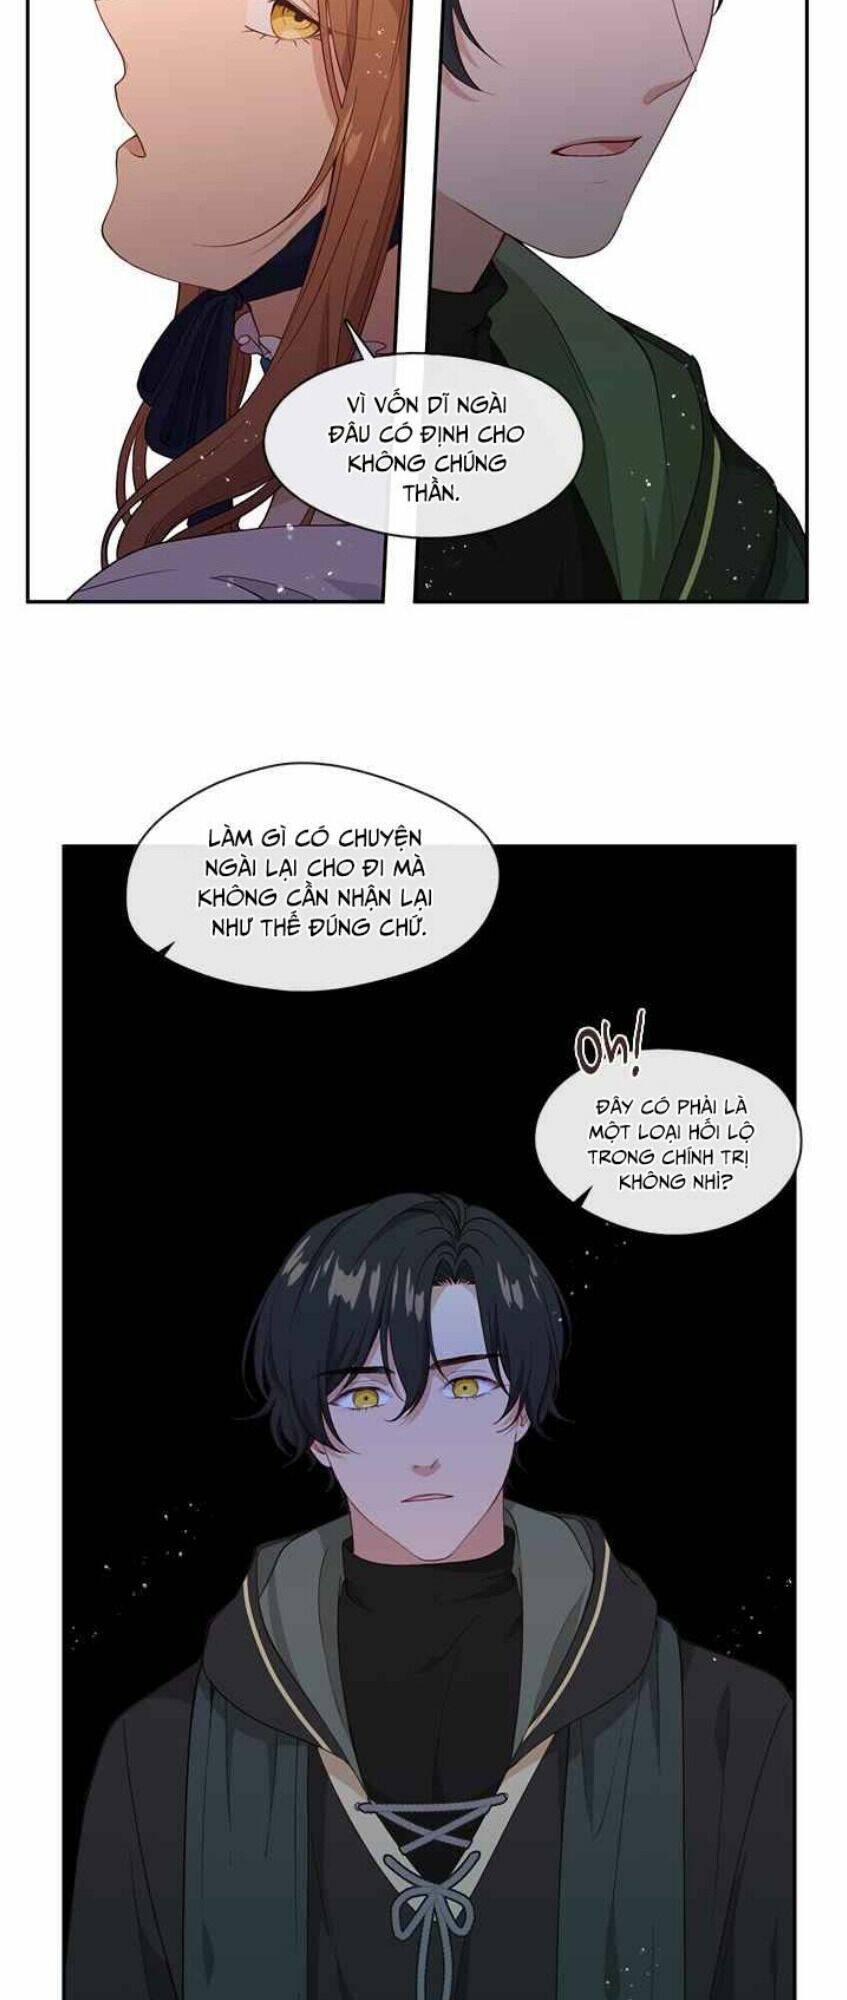 VÌ VỐN DĨ NGÀI
ĐÂU CÓ ĐỊNH CHO
KHÔNG CHÚNG
THẦN.
LÀM GÌ CÓ CHUYỆN
NGÀI LẠI CHO ĐI MÀ
KHÔNG CẦN NHẬN LẠI
NHƯ THẾ ĐÚNG CHỨ.
Oh!
ĐÂY CÓ PHẢI LÀ
MỘT LOẠI HỐI LỘ
TRONG CHÍNH TRỊ
KHÔNG NHỈ?